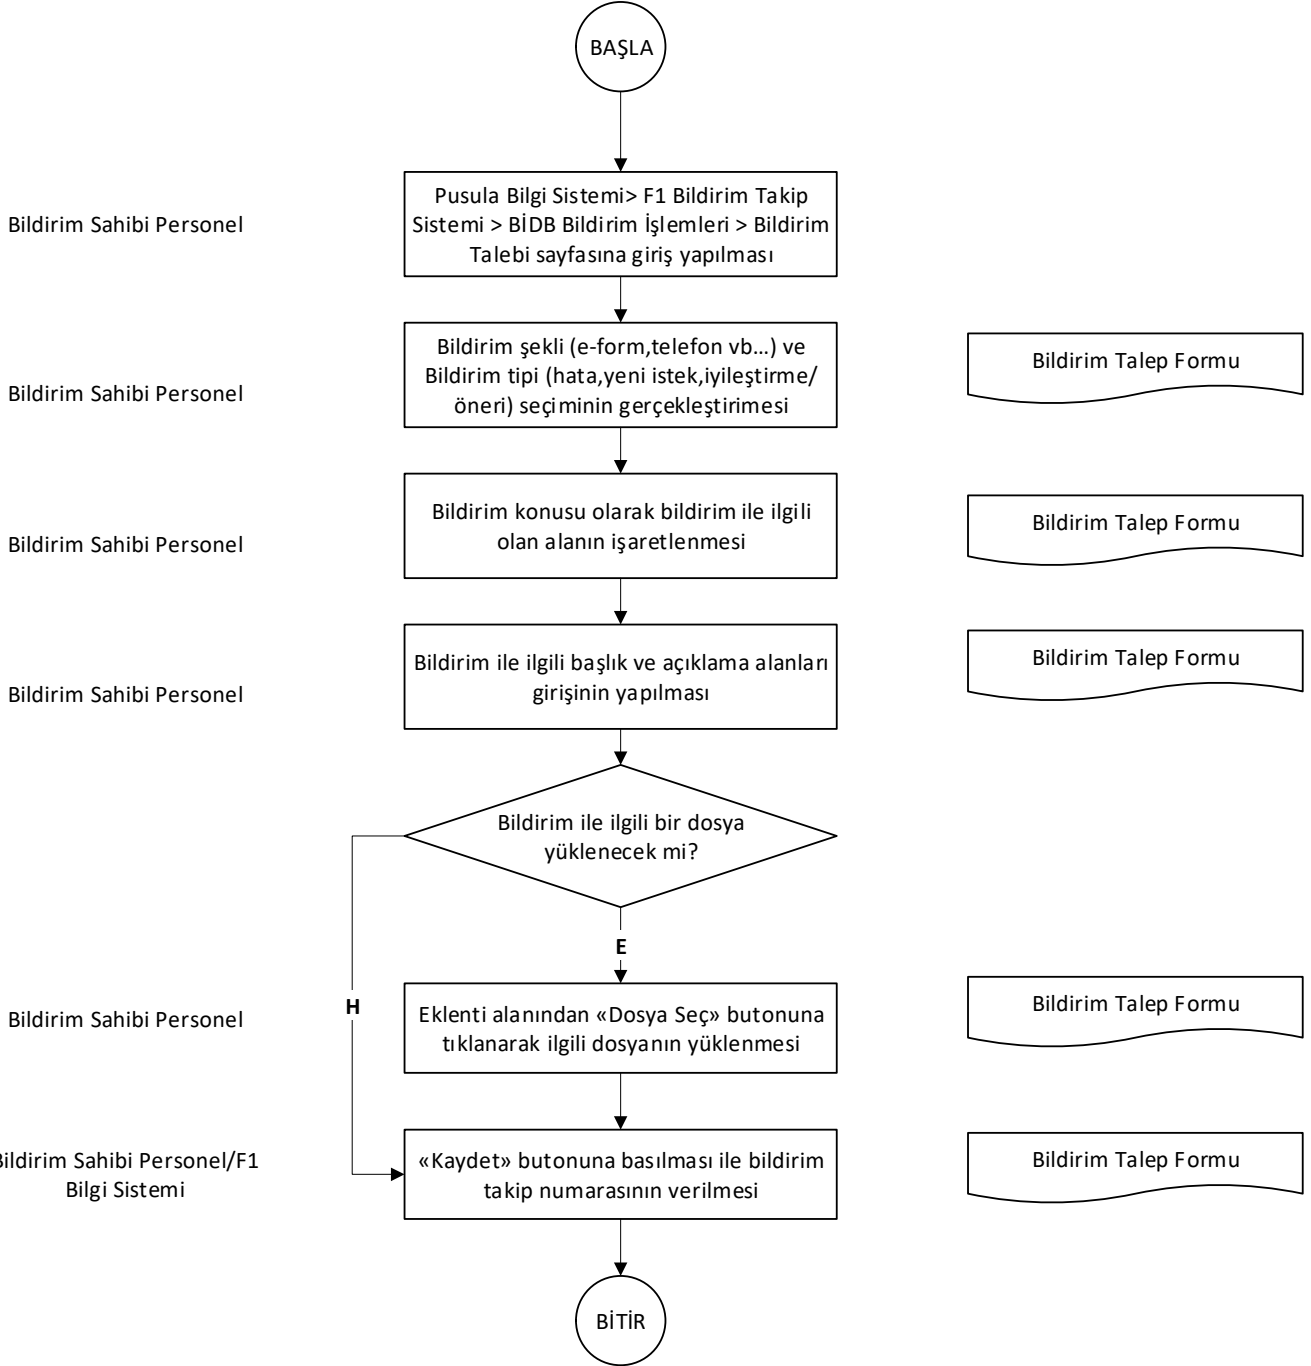 BAŞLA
Bildirim Sahibi Personel
Pusula Bilgi Sistemi> F1 Bildirim Takip
Sistemi > BİDB Bildirim İşlemleri > Bildirim
Talebi sayfasına giriş yapılması
Bildirim Sahibi Personel
Bildirim şekli (e-form,telefon vb...) ve
Bildirim tipi (hata,yeni istek,iyileştirme/
öneri) seçiminin gerçekleştirimesi
Bildirim Talep Formu
Bildirim Sahibi Personel
Bildirim konusu olarak bildirim ile ilgili
olan alanın işaretlenmesi
Bildirim Talep Formu
Bildirim Sahibi Personel
Bildirim ile ilgili başlık ve açıklama alanları
girişinin yapılması
Bildirim Talep Formu
Bildirim ile ilgili bir dosya
yüklenecek mi?
E
H
Bildirim Sahibi Personel
Eklenti alanından «Dosya Seç» butonuna
tıklanarak ilgili dosyanın yüklenmesi
Bildirim Talep Formu
Bildirim Sahibi Personel/F1
Bilgi Sistemi
«Kaydet» butonuna basılması ile bildirim
takip numarasının verilmesi
Bildirim Talep Formu
BİTİR